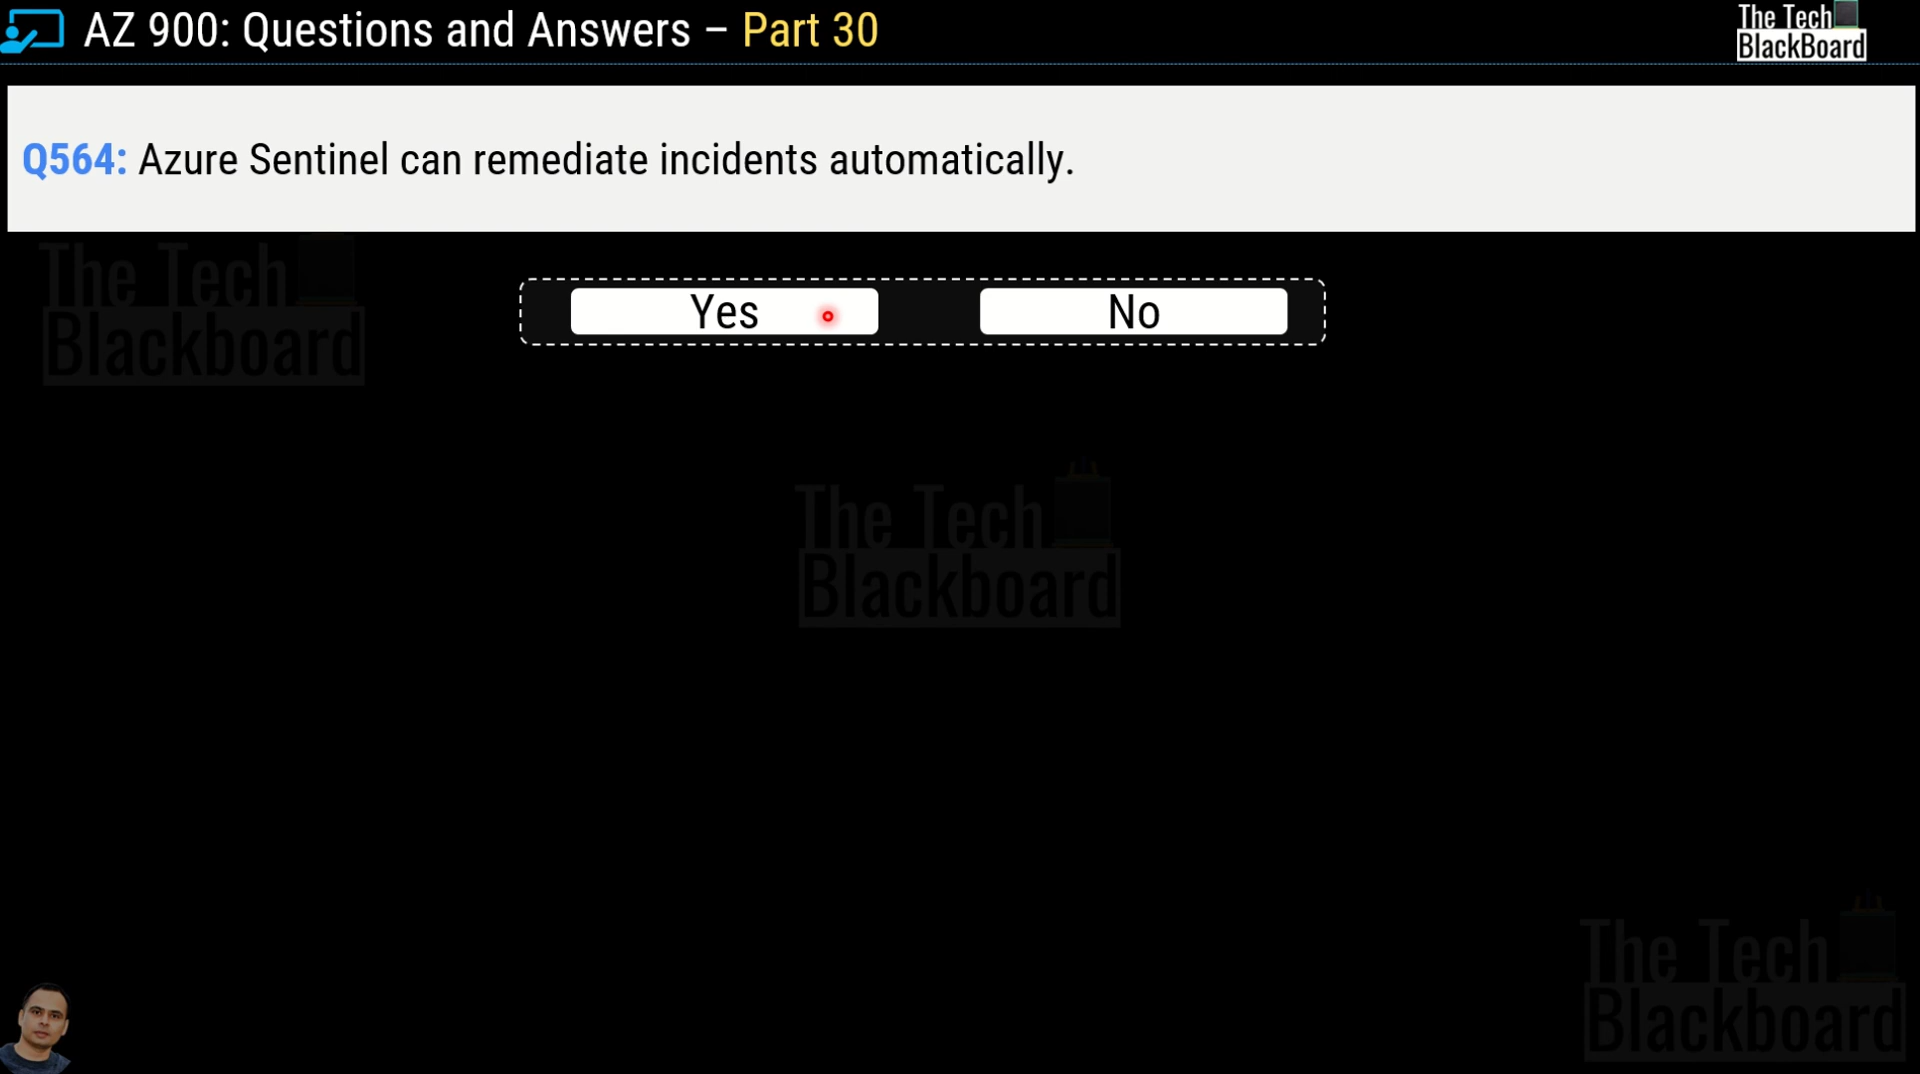 AZ 900: Questions and Answers – Part 30
The Tech
BlackBoard
Q564: Azure Sentinel can remediate incidents automatically.
The Tech
Blackboard
Yes
No
The Tech
Blackboard
The Tech
Blackboard